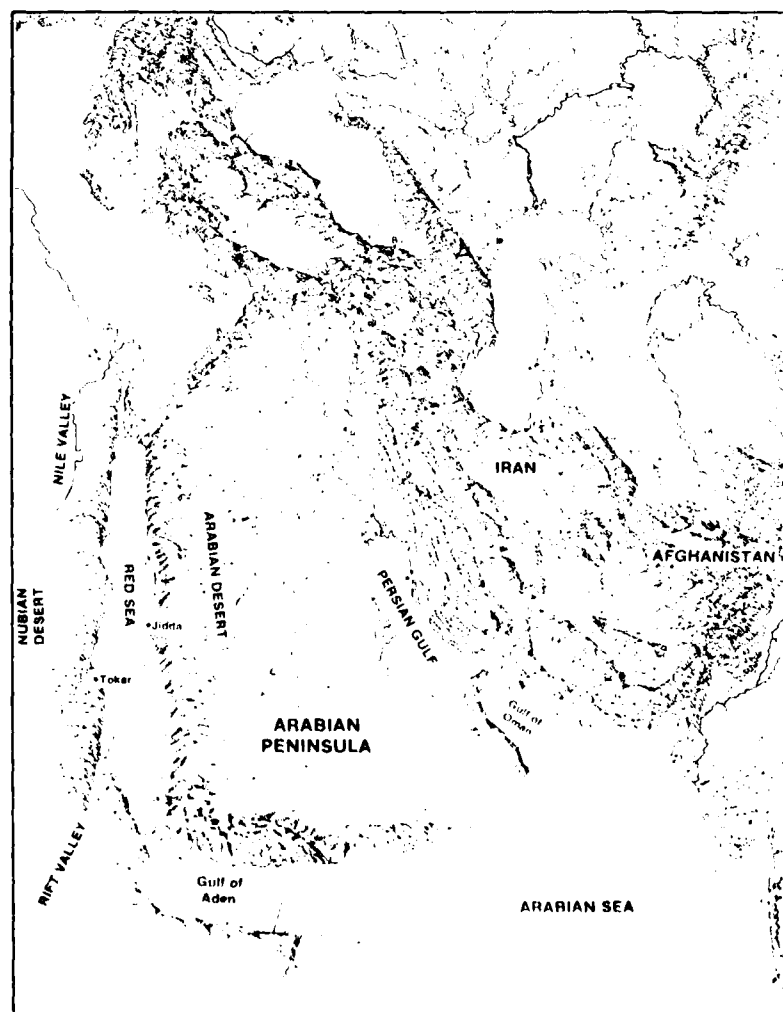 IRAN
NILE VALLEY
AFGHANISTAN
ARABIAN DESERT
RED SEA
PERSIAN GULF
NUBIAN
DESERT
Jidda
Tokar
Gulf of
Oman
ARABIAN
PENINSULA
RIFT VALLEY
Gulf of
Aden
ARABIAN SEA